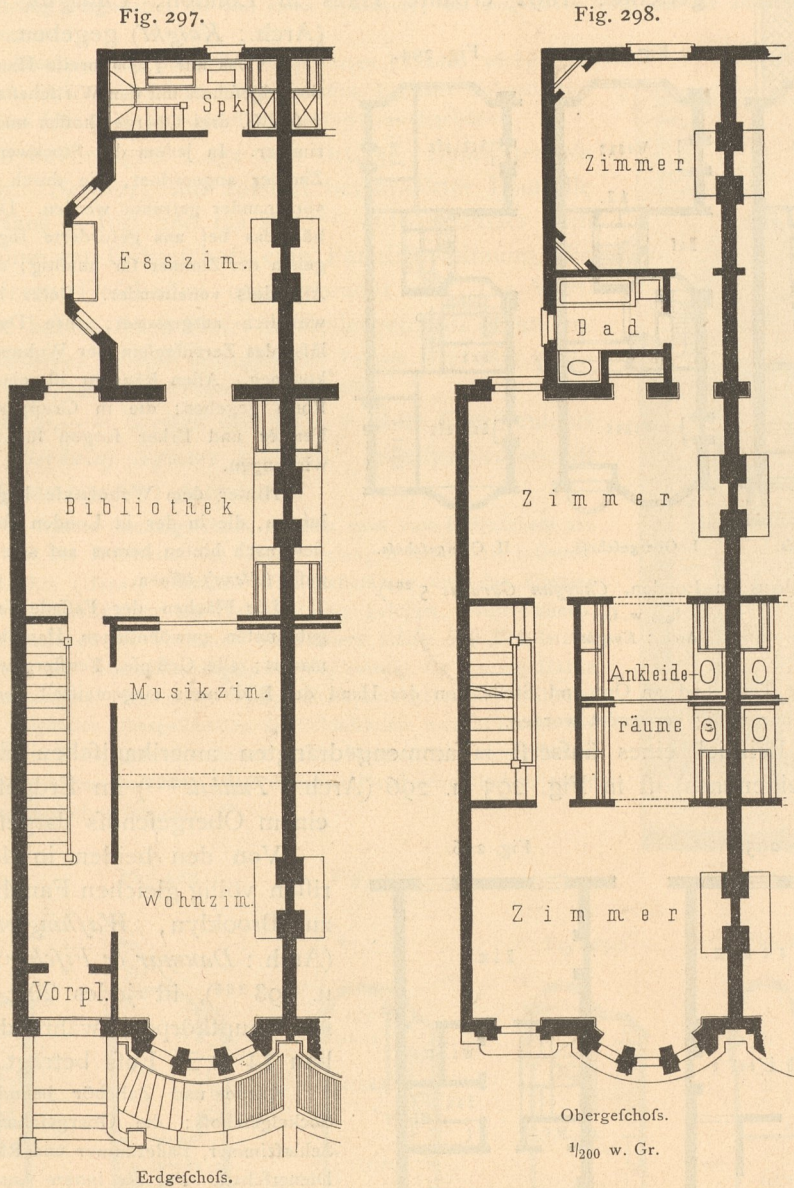 Fig. 297.
Spk.
Esszim.
Bibliothek
Musikzim.
Wohnzim.
Vorpl.
Erdgeſchoſs.
Fig. 298.
Zimmer
Bad
Zimmer
Ankleide-
räume
Zimmer
Obergeſchoſs.
1/200 w. Gr.